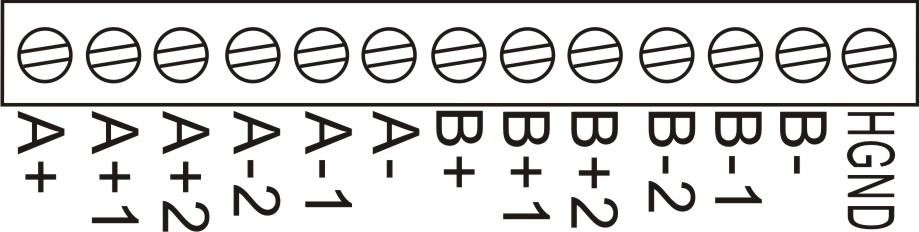 A+
A+1
A+2
A-2
A-1
A-
B+
B+1
B+2
B-2
B-1
B-
HGND